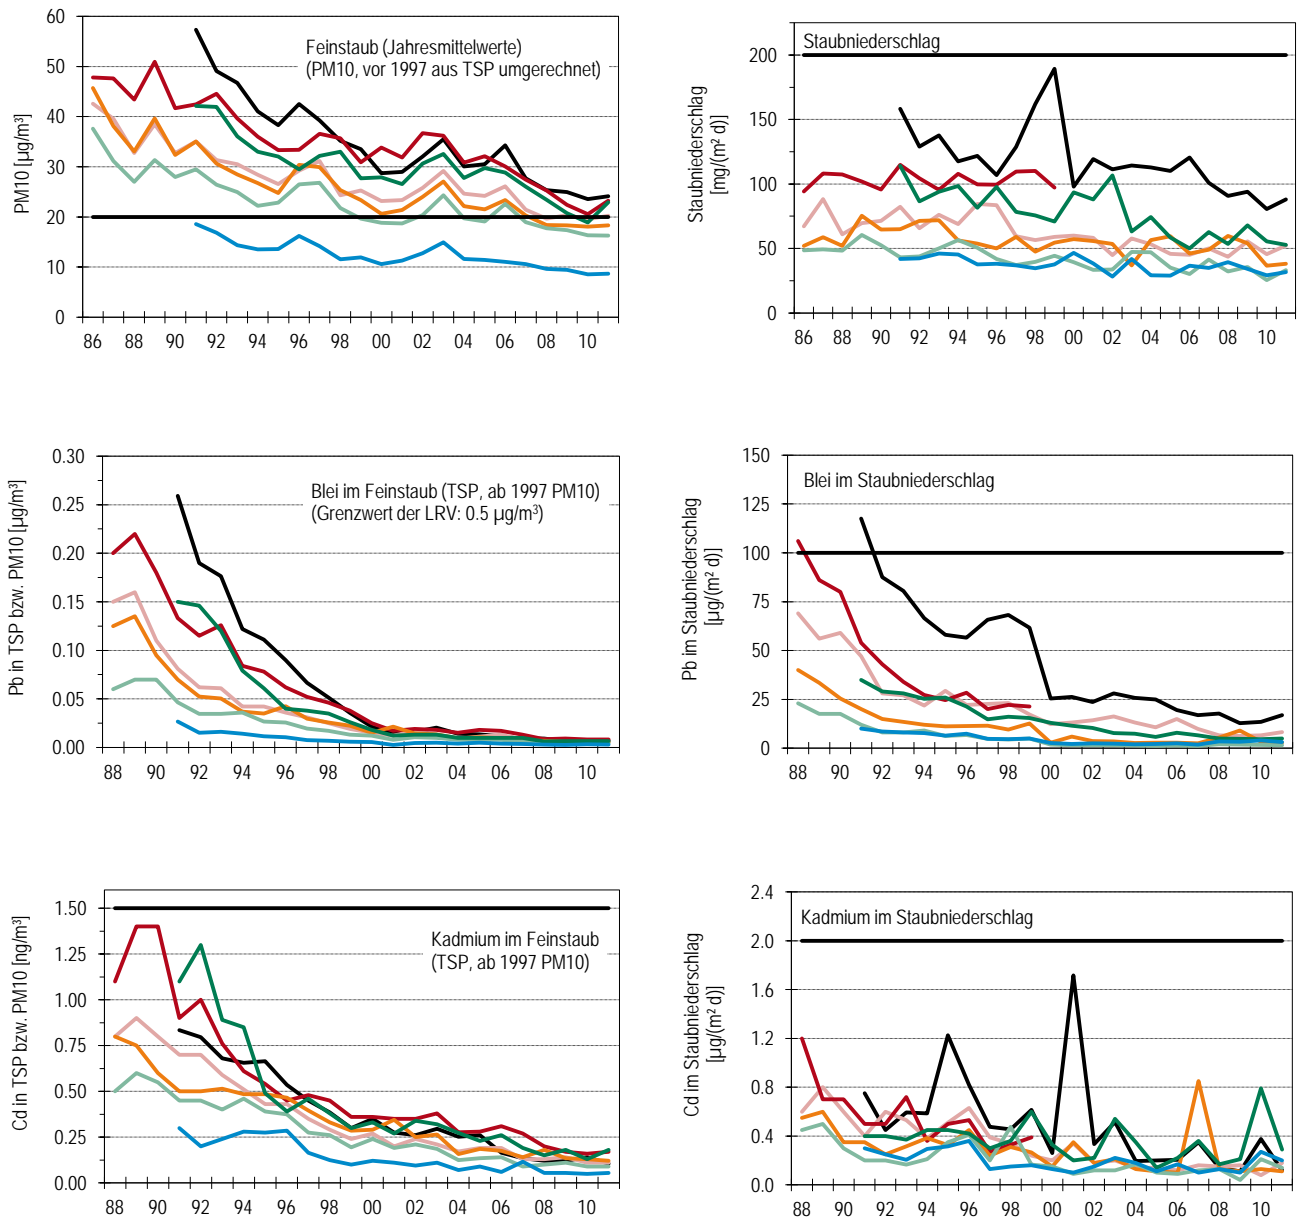 60
50
40
30
20
10
0
PM10 [µg/m³]
Feinstaub (Jahresmittelwerte)
(PM10, vor 1997 aus TSP umgerechnet)
86 88 90 92 94 96 98 00 02 04 06 08 10
200
150
100
50
0
Staubniederschlag
[mg/(m² d)]
Staubniederschlag
86 88 90 92 94 96 98 00 02 04 06 08 10
0.30
0.25
0.20
0.15
0.10
0.05
0.00
Pb in TSP bzw. PM10 [µg/m³]
Blei im Feinstaub (TSP, ab 1997 PM10)
(Grenzwert der LRV: 0.5 µg/m³)
88 90 92 94 96 98 00 02 04 06 08 10
150
125
100
75
50
25
0
Pb im Staubniederschlag
[µg/(m² d)]
Blei im Staubniederschlag
88 90 92 94 96 98 00 02 04 06 08 10
1.50
1.25
1.00
0.75
0.50
0.25
0.00
Cd in TSP bzw. PM10 [ng/m³]
Kadmium im Feinstaub
(TSP, ab 1997 PM10)
88 90 92 94 96 98 00 02 04 06 08 10
2.4
2.0
1.6
1.2
0.8
0.4
0.0
Cd im Staubniederschlag
[µg/(m² d)]
Kadmium im Staubniederschlag
88 90 92 94 96 98 00 02 04 06 08 10